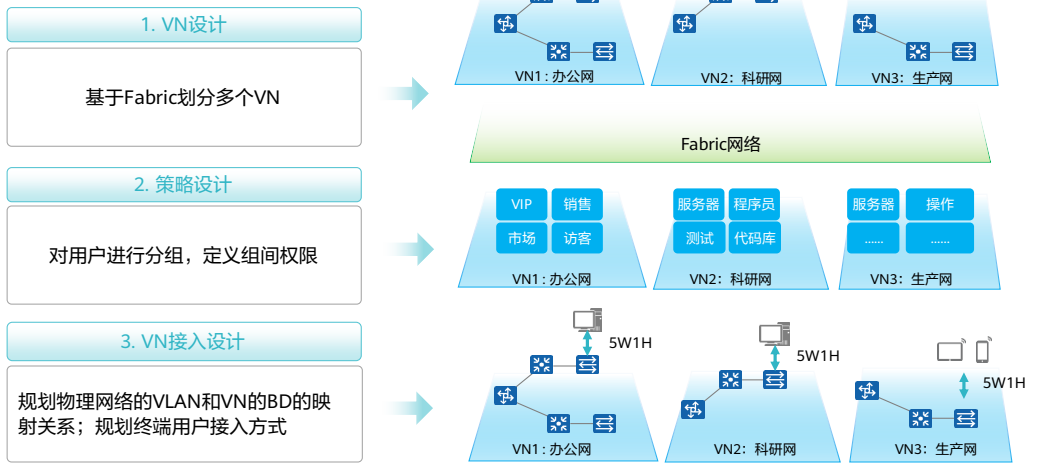 1. VN设计
基于Fabric划分多个VN
VN1 : 办公网
VN2：科研网
VN3：生产网
Fabric网络
2. 策略设计
对用户进行分组，定义组间权限
VIP 销售
市场 访客
VN1 : 办公网
服务器 程序员
测试 代码库
VN2：科研网
服务器 操作
...... ......
VN3：生产网
3. VN接入设计
规划物理网络的VLAN和VN的BD的映
射关系；规划终端用户接入方式
5W1H
VN1 : 办公网
5W1H
VN2：科研网
5W1H
VN3：生产网